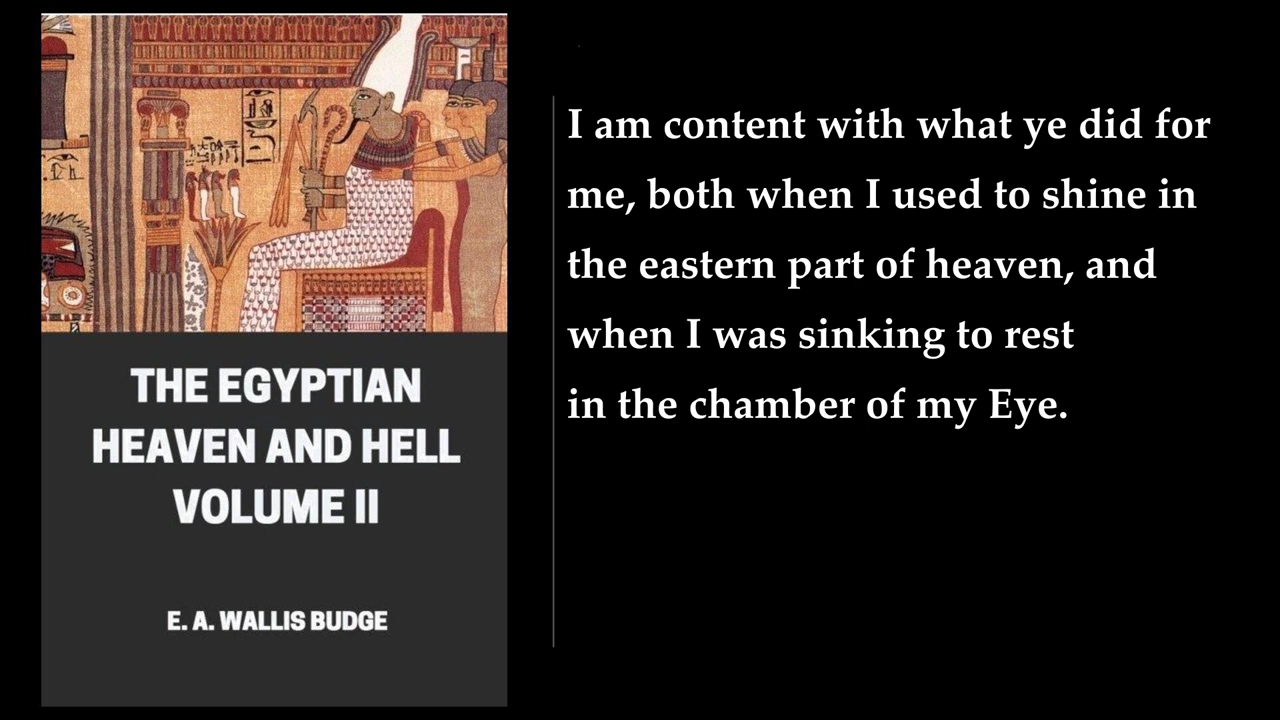 THE EGYPTIAN
HEAVEN AND HELL
VOLUME II
E. A. WALLIS BUDGE
I am content with what ye did for
me, both when I used to shine in
the eastern part of heaven, and
when I was sinking to rest
in the chamber of my Eye.